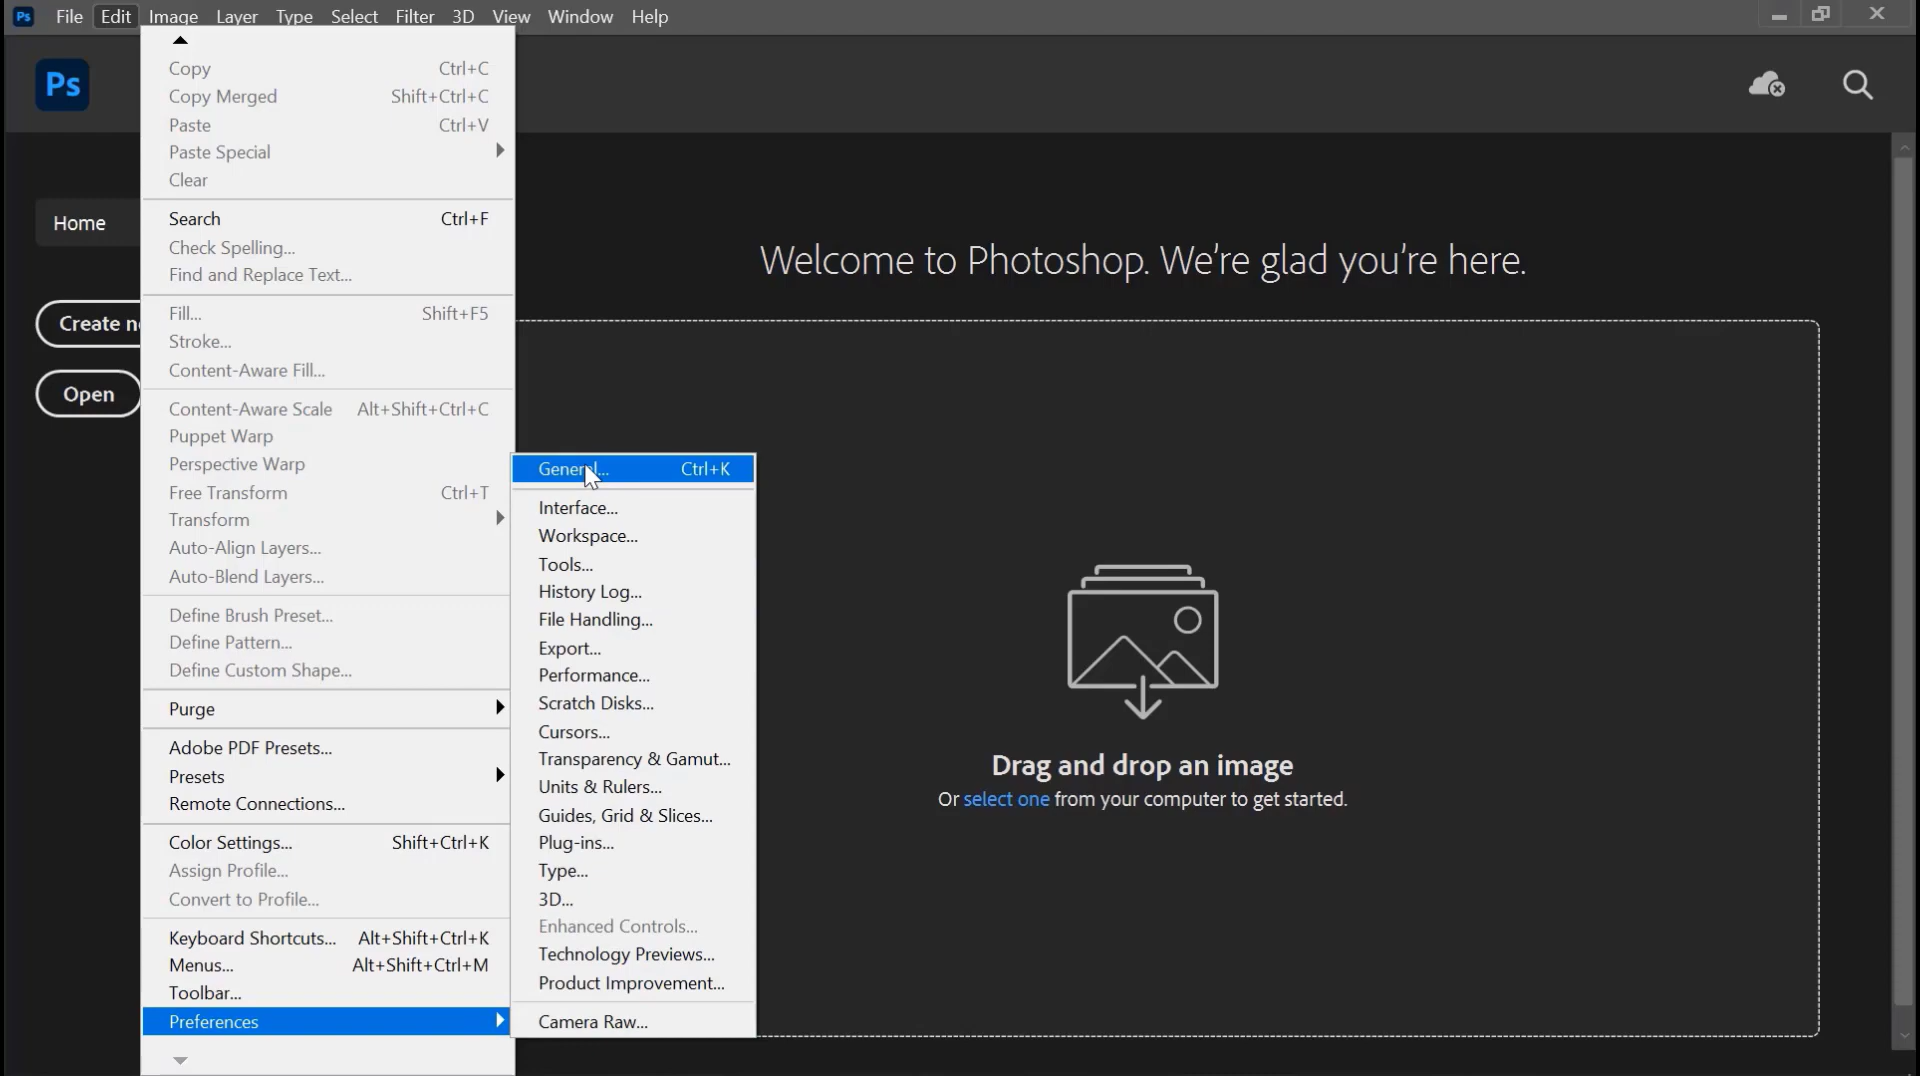 Ps File Edit Image Layer Type Select Filter 3D View Window Help
Ps
Home
Create n
Open
Copy Ctrl+C
Copy Merged Shift+Ctrl+C
Paste Ctrl+V
Paste Special
Clear
Search Ctrl+F
Check Spelling...
Find and Replace Text...
Fill... Shift+F5
Stroke...
Content-Aware Fill...
Content-Aware Scale Alt+Shift+Ctrl+C
Puppet Warp
Perspective Warp
Free Transform Ctrl+T
Transform
Auto-Align Layers...
Auto-Blend Layers...
Define Brush Preset...
Define Pattern...
Define Custom Shape...
Purge
Adobe PDF Presets...
Presets
Remote Connections...
Color Settings... Shift+Ctrl+K
Assign Profile...
Convert to Profile...
Keyboard Shortcuts... Alt+Shift+Ctrl+K
Menus... Alt+Shift+Ctrl+M
Toolbar...
Preferences
General... Ctrl+K
Interface...
Workspace...
Tools...
History Log...
File Handling...
Export...
Performance...
Scratch Disks...
Cursors...
Transparency & Gamut...
Units & Rulers...
Guides, Grid & Slices...
Plug-ins...
Type...
3D...
Enhanced Controls...
Technology Previews...
Product Improvement...
Camera Raw...
Welcome to Photoshop. We're glad you're here.
Drag and drop an image
Or select one from your computer to get started.